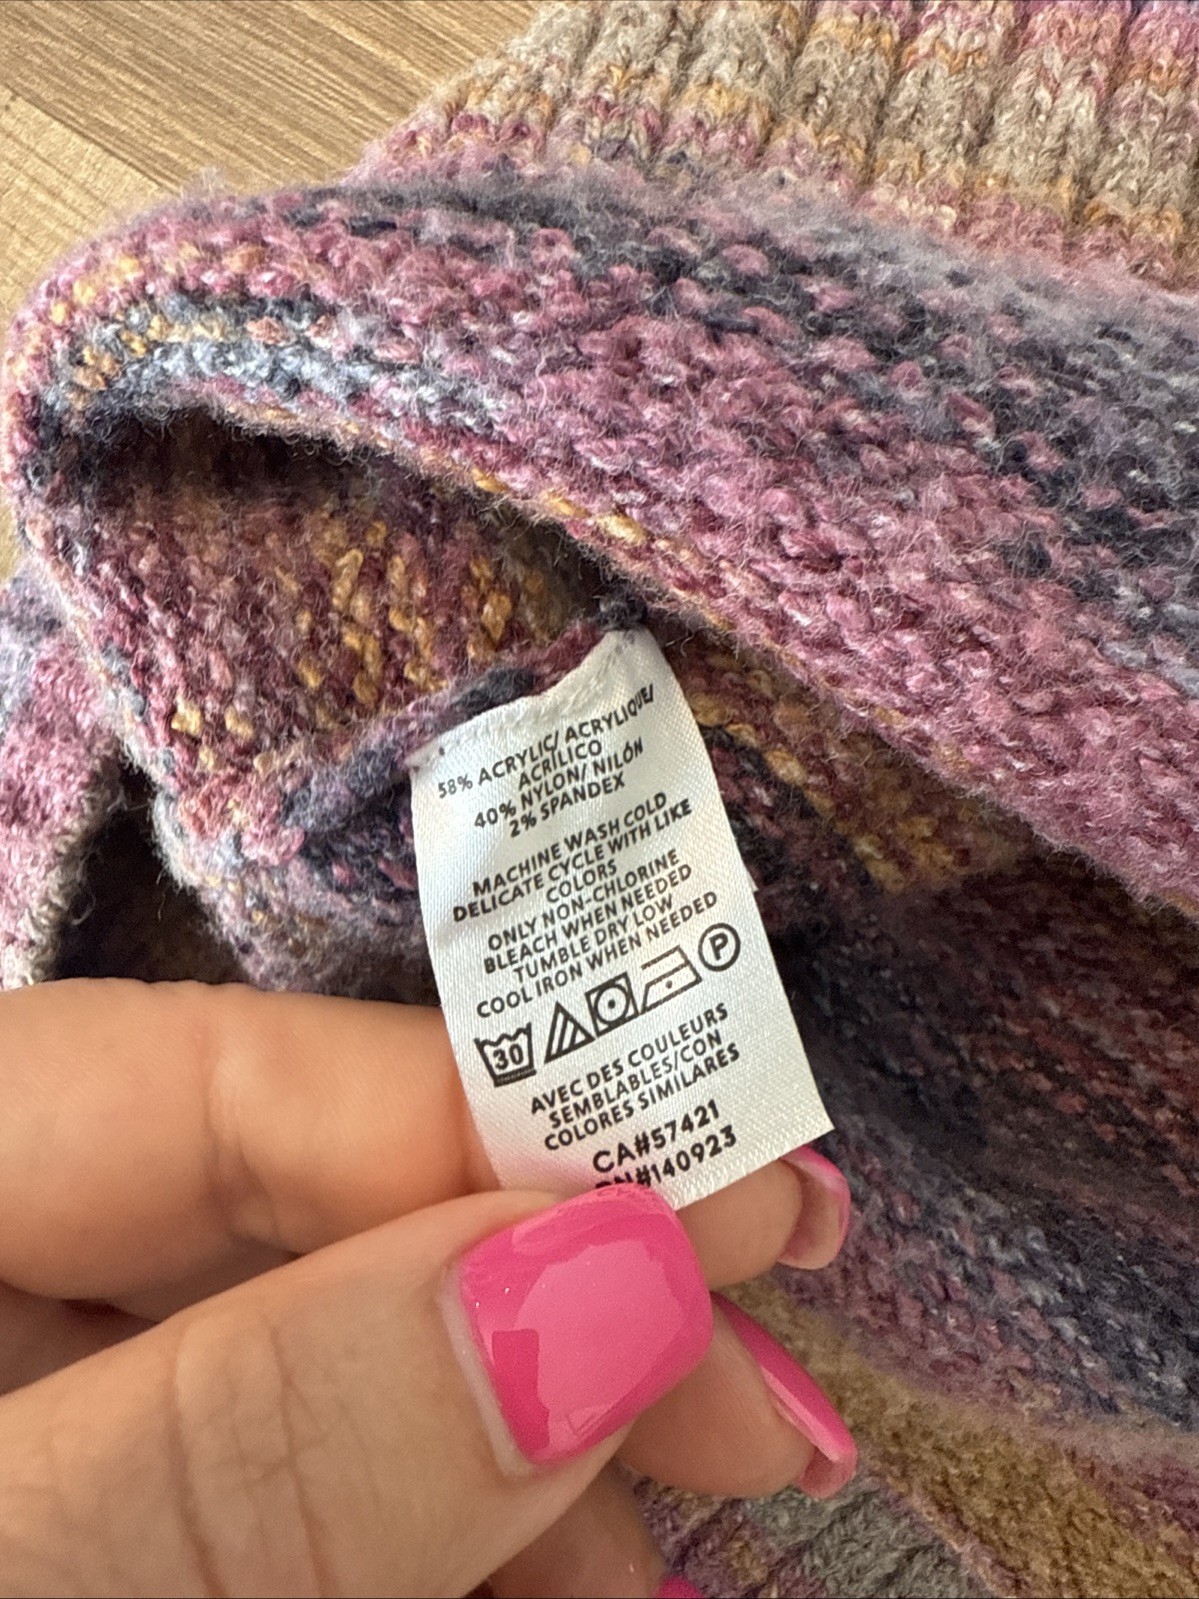 58% ACRYLIC/ ACRYLIQUE/
ACRÍLICO
40% NYLON/ NILÓN
2% SPANDEX
MACHINE WASH COLD
DELICATE CYCLE WITH LIKE
COLORS
ONLY NON-CHLORINE
BLEACH WHEN NEEDED
TUMBLE DRY LOW
COOL IRON WHEN NEEDED
30 P
AVEC DES COULEURS
SEMBLABLES/CON
COLORES SIMILARES
CA#57421
RN#140923